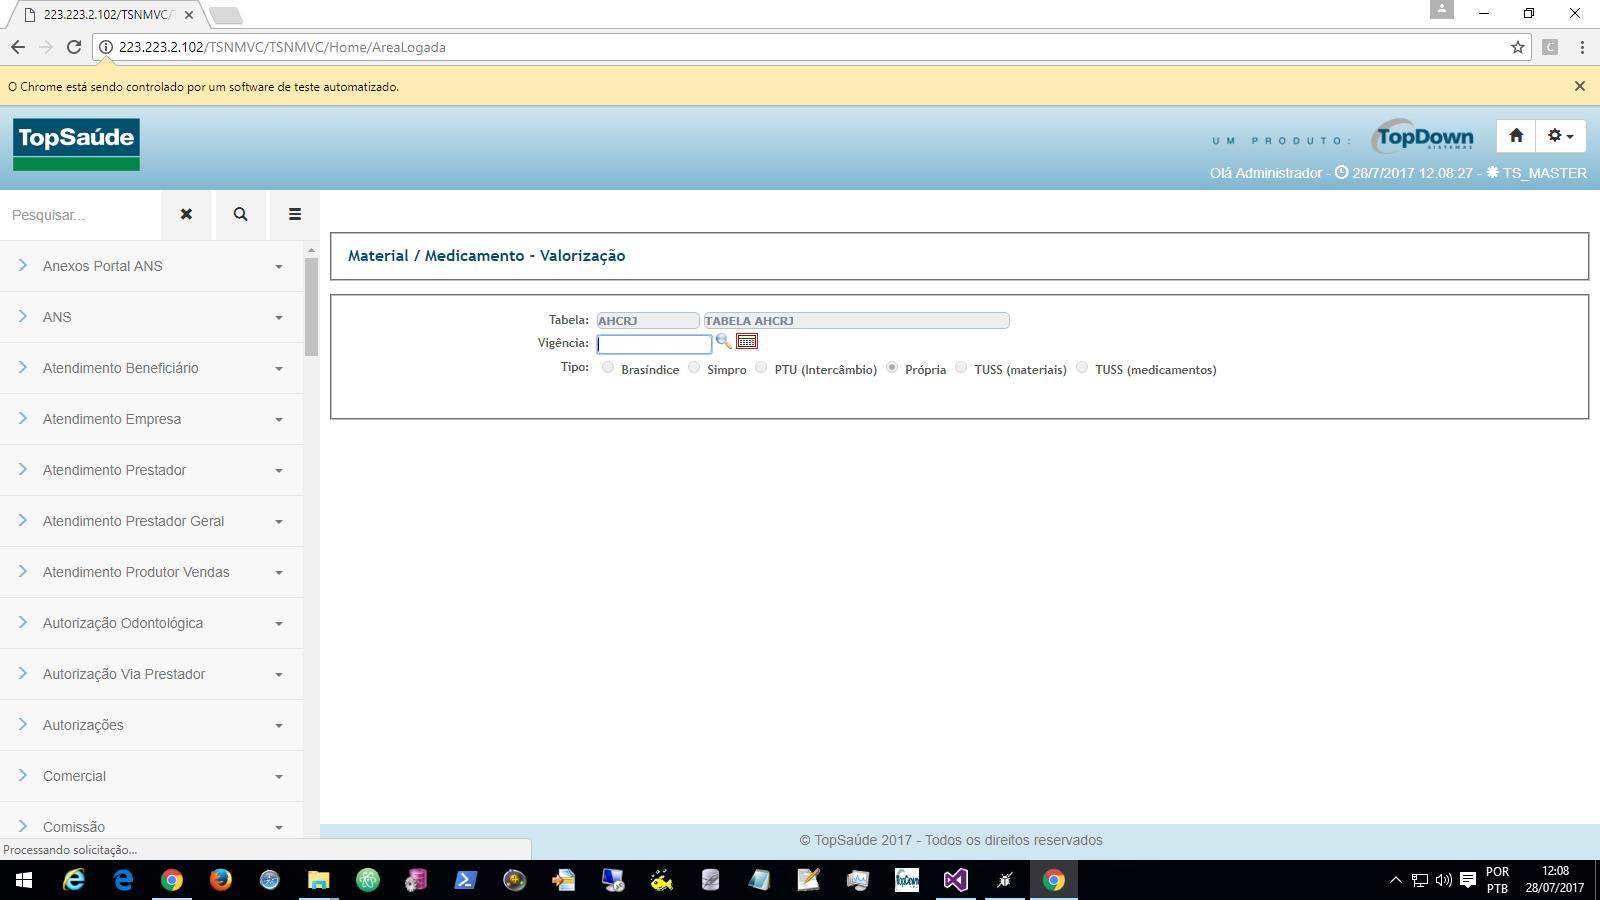 223.223.2.102/TSNMVC/T
223.223.2.102/TSNMVC/TSNMVC/Home/AreaLogada
C
O Chrome está sendo controlado por um software de teste automatizado.
TopSaúde
UM PRODUTO:
TopDown
SISTEMAS
Olá Administrador - 28/7/2017 12:08:27 - TS_MASTER
Pesquisar...
Material / Medicamento - Valorização
Anexos Portal ANS
ANS
Atendimento Beneficiário
Atendimento Empresa
Atendimento Prestador
Atendimento Prestador Geral
Atendimento Produtor Vendas
Autorização Odontológica
Autorização Via Prestador
Autorizações
Comercial
Comissão
Tabela: AHCRJ TABELA AHCRJ
Vigência:
Tipo: Brasíndice Simpro PTU (Intercâmbio) Própria TUSS (materiais) TUSS (medicamentos)
© TopSaúde 2017 - Todos os direitos reservados
Processando solicitação...
TopDown
POR
PTB
12:08
28/07/2017